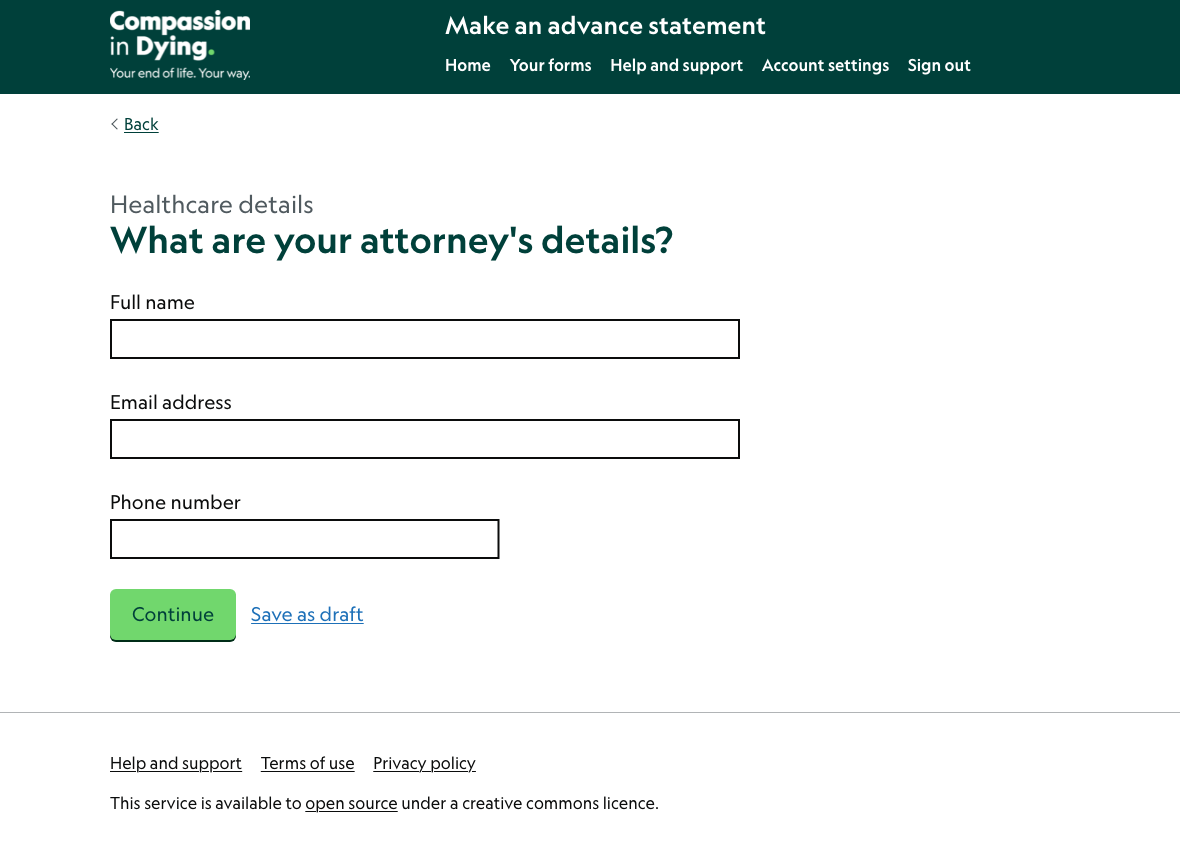 Compassion
in Dying.
Your end of life. Your way.
Make an advance statement
Home Your forms Help and support Account settings Sign out
Back
Healthcare details
What are your attorney's details?
Full name
Email address
Phone number
Continue Save as draft
Help and support Terms of use Privacy policy
This service is available to open source under a creative commons licence.